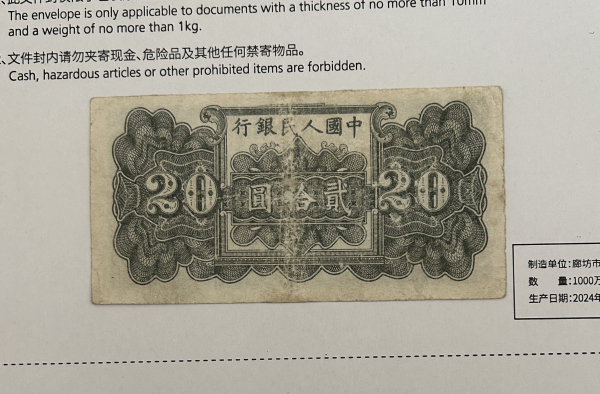 The envelope is only applicable to documents with a thickness of no more than 10mm
and a weight of no more than 1kg.
、文件封内请勿夹寄现金、危险品及其他任何禁寄物品。
Cash, hazardous articles or other prohibited items are forbidden.
中國人民銀行
20 貳拾圓 20
制造单位:廊坊市
数 量:1000万
生产日期:2024年